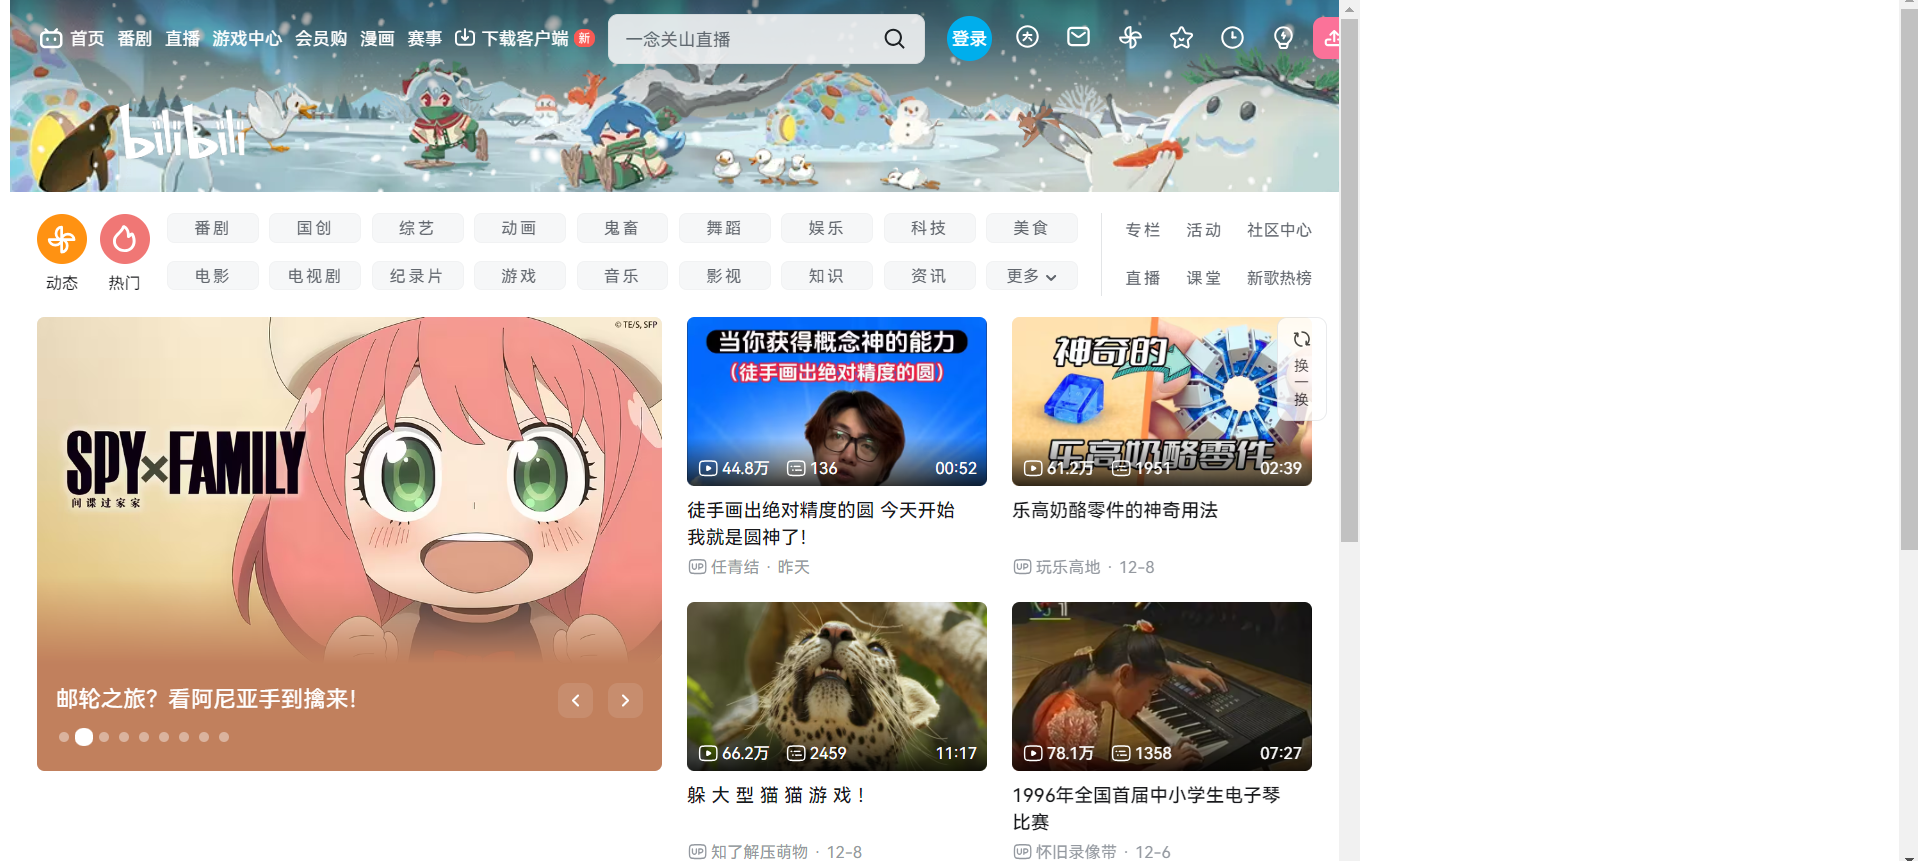 首页 番剧 直播 游戏中心 会员购 漫画 赛事 下载客户端 新 一念关山直播 登录
bilibili
番剧 国创 综艺 动画 鬼畜 舞蹈 娱乐 科技 美食 专栏 活动 社区中心
动态 热门 电影 电视剧 纪录片 游戏 音乐 影视 知识 资讯 更多 直播 课堂 新歌热榜
© TE/S, SFP
SPY×FAMILY
间谍过家家
邮轮之旅？看阿尼亚手到擒来！
当你获得概念神的能力
（徒手画出绝对精度的圆）
44.8万 136 00:52
徒手画出绝对精度的圆 今天开始
我就是圆神了！
UP 任青结 · 昨天
神奇的
乐高奶酪零件
61.2万 1951 02:39
乐高奶酪零件的神奇用法
UP 玩乐高地 · 12-8
换一换
66.2万 2459 11:17
躲 大 型 猫 猫 游 戏 ！
UP 知了解压萌物 · 12-8
78.1万 1358 07:27
1996年全国首届中小学生电子琴
比赛
UP 怀旧录像带 · 12-6